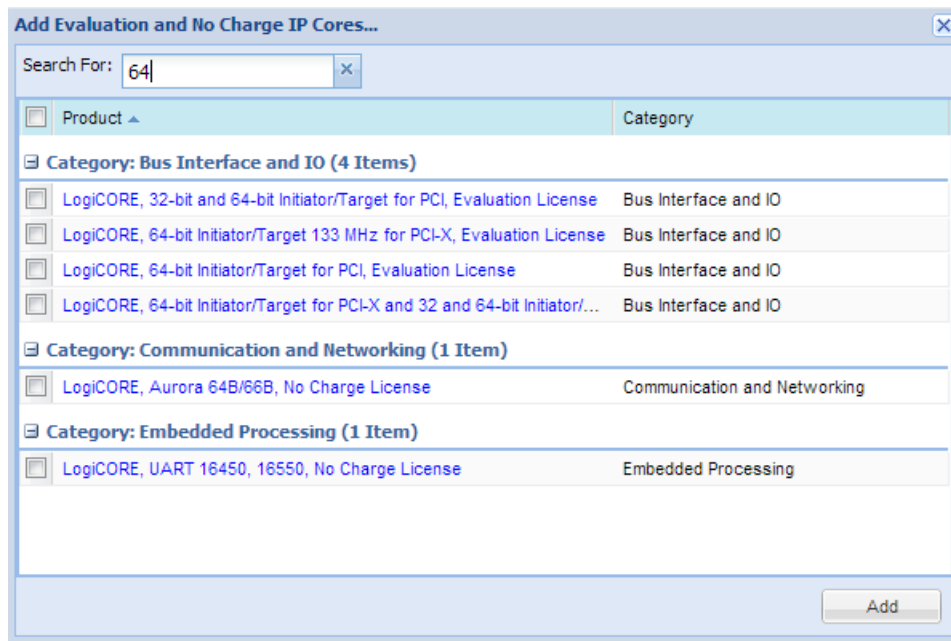 Add Evaluation and No Charge IP Cores...
Search For: 64
Product Category
Category: Bus Interface and IO (4 Items)
LogiCORE, 32-bit and 64-bit Initiator/Target for PCI, Evaluation License Bus Interface and IO
LogiCORE, 64-bit Initiator/Target 133 MHz for PCI-X, Evaluation License Bus Interface and IO
LogiCORE, 64-bit Initiator/Target for PCI, Evaluation License Bus Interface and IO
LogiCORE, 64-bit Initiator/Target for PCI-X and 32 and 64-bit Initiator/... Bus Interface and IO
Category: Communication and Networking (1 Item)
LogiCORE, Aurora 64B/66B, No Charge License Communication and Networking
Category: Embedded Processing (1 Item)
LogiCORE, UART 16450, 16550, No Charge License Embedded Processing
Add